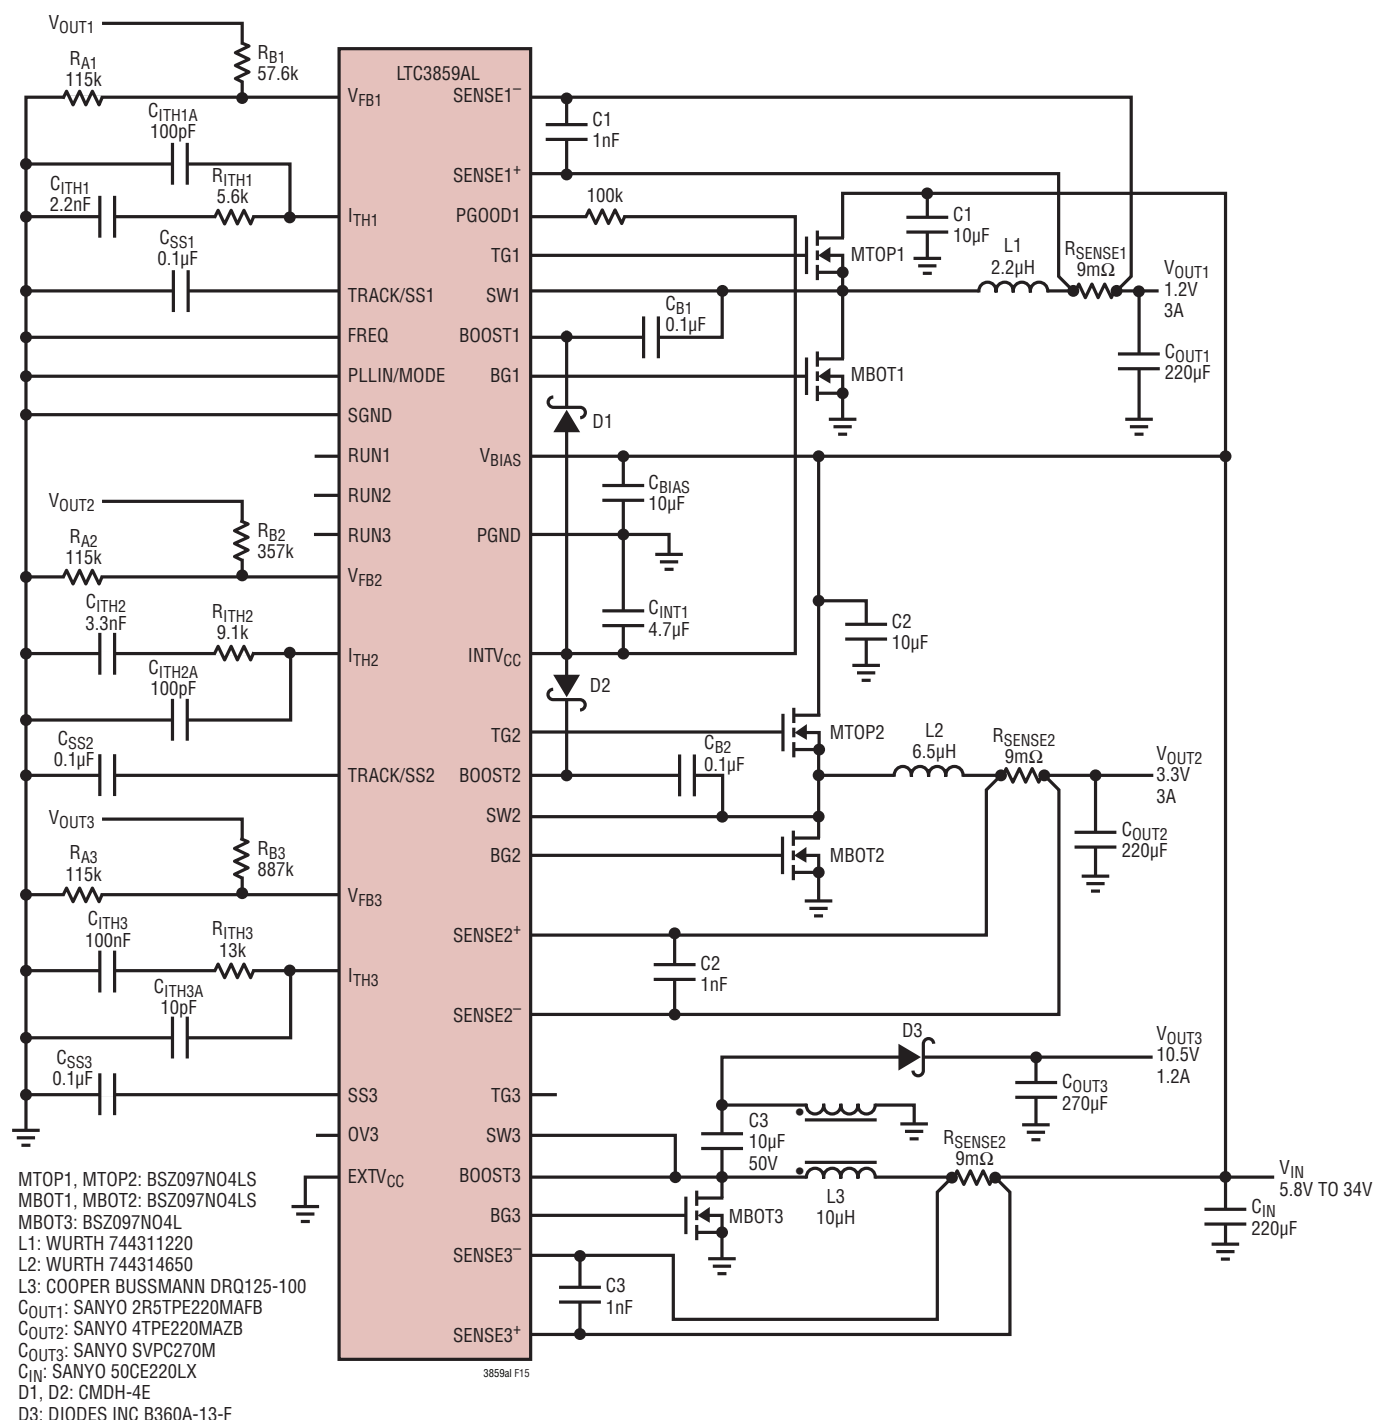 VOUT1
RA1
115k
RB1
57.6k
CITH1A
100pF
CITH1
2.2nF
RITH1
5.6k
CSS1
0.1µF
VOUT2
RA2
115k
RB2
357k
CITH2
3.3nF
RITH2
9.1k
CITH2A
100pF
CSS2
0.1µF
VOUT3
RA3
115k
RB3
887k
CITH3
100nF
RITH3
13k
CITH3A
10pF
CSS3
0.1µF
LTC3859AL
VFB1
ITH1
TRACK/SS1
FREQ
PLLIN/MODE
SGND
RUN1
RUN2
RUN3
VFB2
ITH2
TRACK/SS2
VFB3
ITH3
SS3
OV3
EXTVCC
SENSE1–
SENSE1+
PGOOD1
TG1
SW1
BOOST1
BG1
VBIAS
PGND
INTVCC
TG2
BOOST2
SW2
BG2
SENSE2+
SENSE2–
TG3
SW3
BOOST3
BG3
SENSE3–
SENSE3+
C1
1nF
100k
C1
10µF
MTOP1
L1
2.2µH
RSENSE1
9mΩ
VOUT1
1.2V
3A
CB1
0.1µF
MBOT1
COUT1
220µF
D1
CBIAS
10µF
CINT1
4.7µF
D2
C2
10µF
MTOP2
L2
6.5µH
RSENSE2
9mΩ
VOUT2
3.3V
3A
CB2
0.1µF
MBOT2
COUT2
220µF
C2
1nF
D3
VOUT3
10.5V
1.2A
COUT3
270µF
C3
10µF
50V
RSENSE2
9mΩ
L3
10µH
MBOT3
VIN
5.8V TO 34V
CIN
220µF
C3
1nF
MTOP1, MTOP2: BSZ097NO4LS
MBOT1, MBOT2: BSZ097NO4LS
MBOT3: BSZ097NO4L
L1: WURTH 744311220
L2: WURTH 744314650
L3: COOPER BUSSMANN DRQ125-100
COUT1: SANYO 2R5TPE220MAFB
COUT2: SANYO 4TPE220MAZB
COUT3: SANYO SVPC270M
CIN: SANYO 50CE220LX
D1, D2: CMDH-4E
D3: DIODES INC B360A-13-F
3859al F15